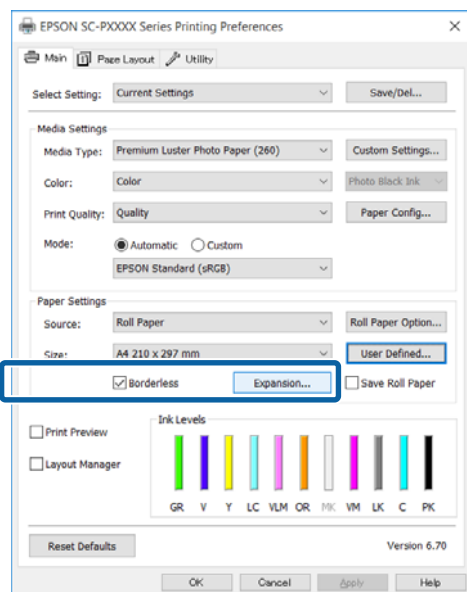 EPSON SC-PXXXX Series Printing Preferences
Main Page Layout Utility
Select Setting: Current Settings Save/Del...
Media Settings
Media Type: Premium Luster Photo Paper (260) Custom Settings...
Color: Color Photo Black Ink
Print Quality: Quality Paper Config...
Mode: Automatic Custom
EPSON Standard (sRGB)
Paper Settings
Source: Roll Paper Roll Paper Option...
Size: A4 210 x 297 mm User Defined...
Borderless Expansion... Save Roll Paper
Print Preview
Layout Manager
Ink Levels
GR V Y LC VLM OR MK VM LK C PK
Reset Defaults Version 6.70
OK Cancel Apply Help